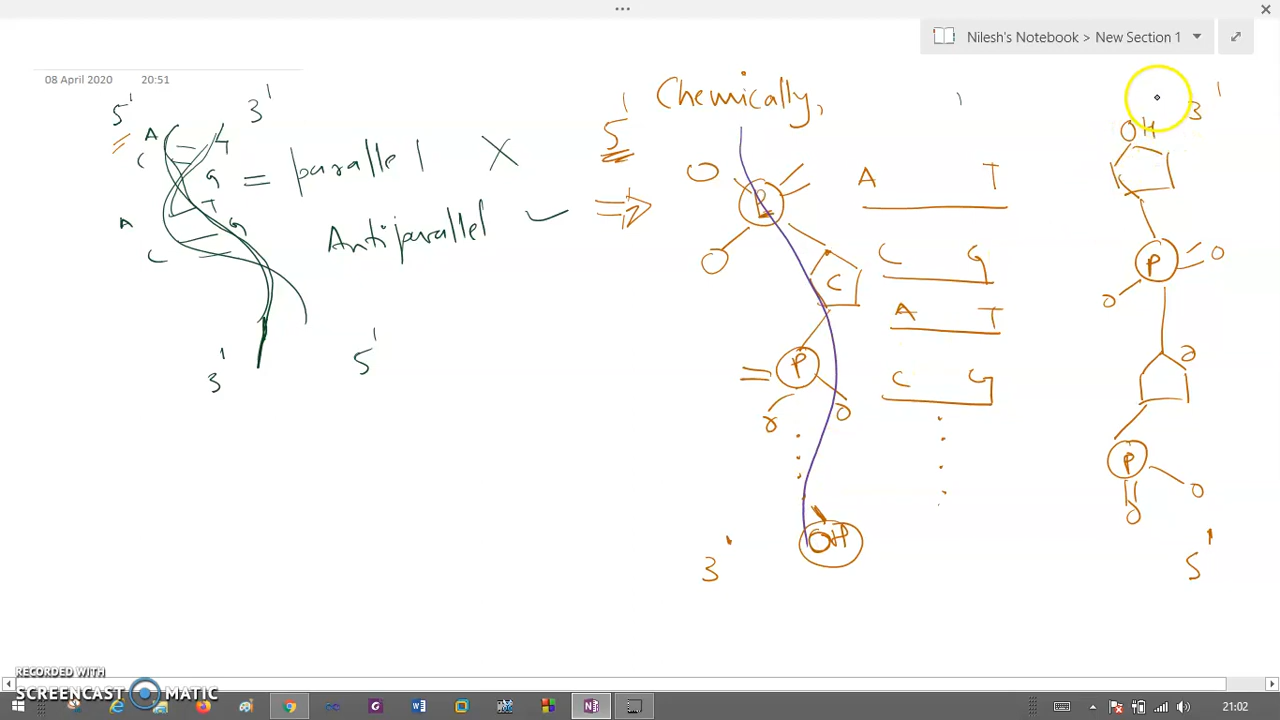 ...
Nilesh's Notebook > New Section 1
08 April 2020 20:51
5' 3'
A T
C G
A T
C G
= parallel X
Antiparallel
3' 5'
5'
Chemically,
3'
OH
O P
O
A T
C G
C
A T
P O
O
P
= O
O
C G
P
O
O
OH
3' 5'
RECORDED WITH
SCREENCAST MATIC
21:02